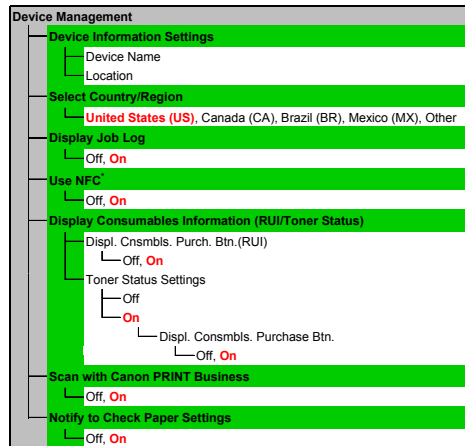 Device Management
Device Information Settings
Device Name
Location
Select Country/Region
United States (US), Canada (CA), Brazil (BR), Mexico (MX), Other
Display Job Log
Off, On
Use NFC*
Off, On
Display Consumables Information (RUI/Toner Status)
Displ. Cnsmbls. Purch. Btn.(RUI)
Off, On
Toner Status Settings
Off
On
Displ. Consmbls. Purchase Btn.
Off, On
Scan with Canon PRINT Business
Off, On
Notify to Check Paper Settings
Off, On